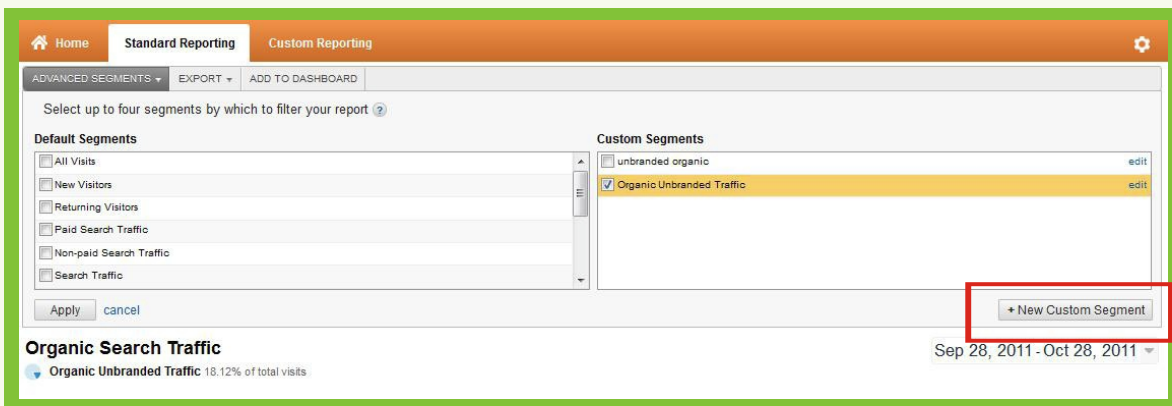 Home Standard Reporting Custom Reporting
ADVANCED SEGMENTS EXPORT ADD TO DASHBOARD
Select up to four segments by which to filter your report ?
Default Segments
All Visits
New Visitors
Returning Visitors
Paid Search Traffic
Non-paid Search Traffic
Search Traffic
Custom Segments
unbranded organic edit
Organic Unbranded Traffic edit
Apply cancel
+ New Custom Segment
Organic Search Traffic
Sep 28, 2011 - Oct 28, 2011
Organic Unbranded Traffic 18.12% of total visits